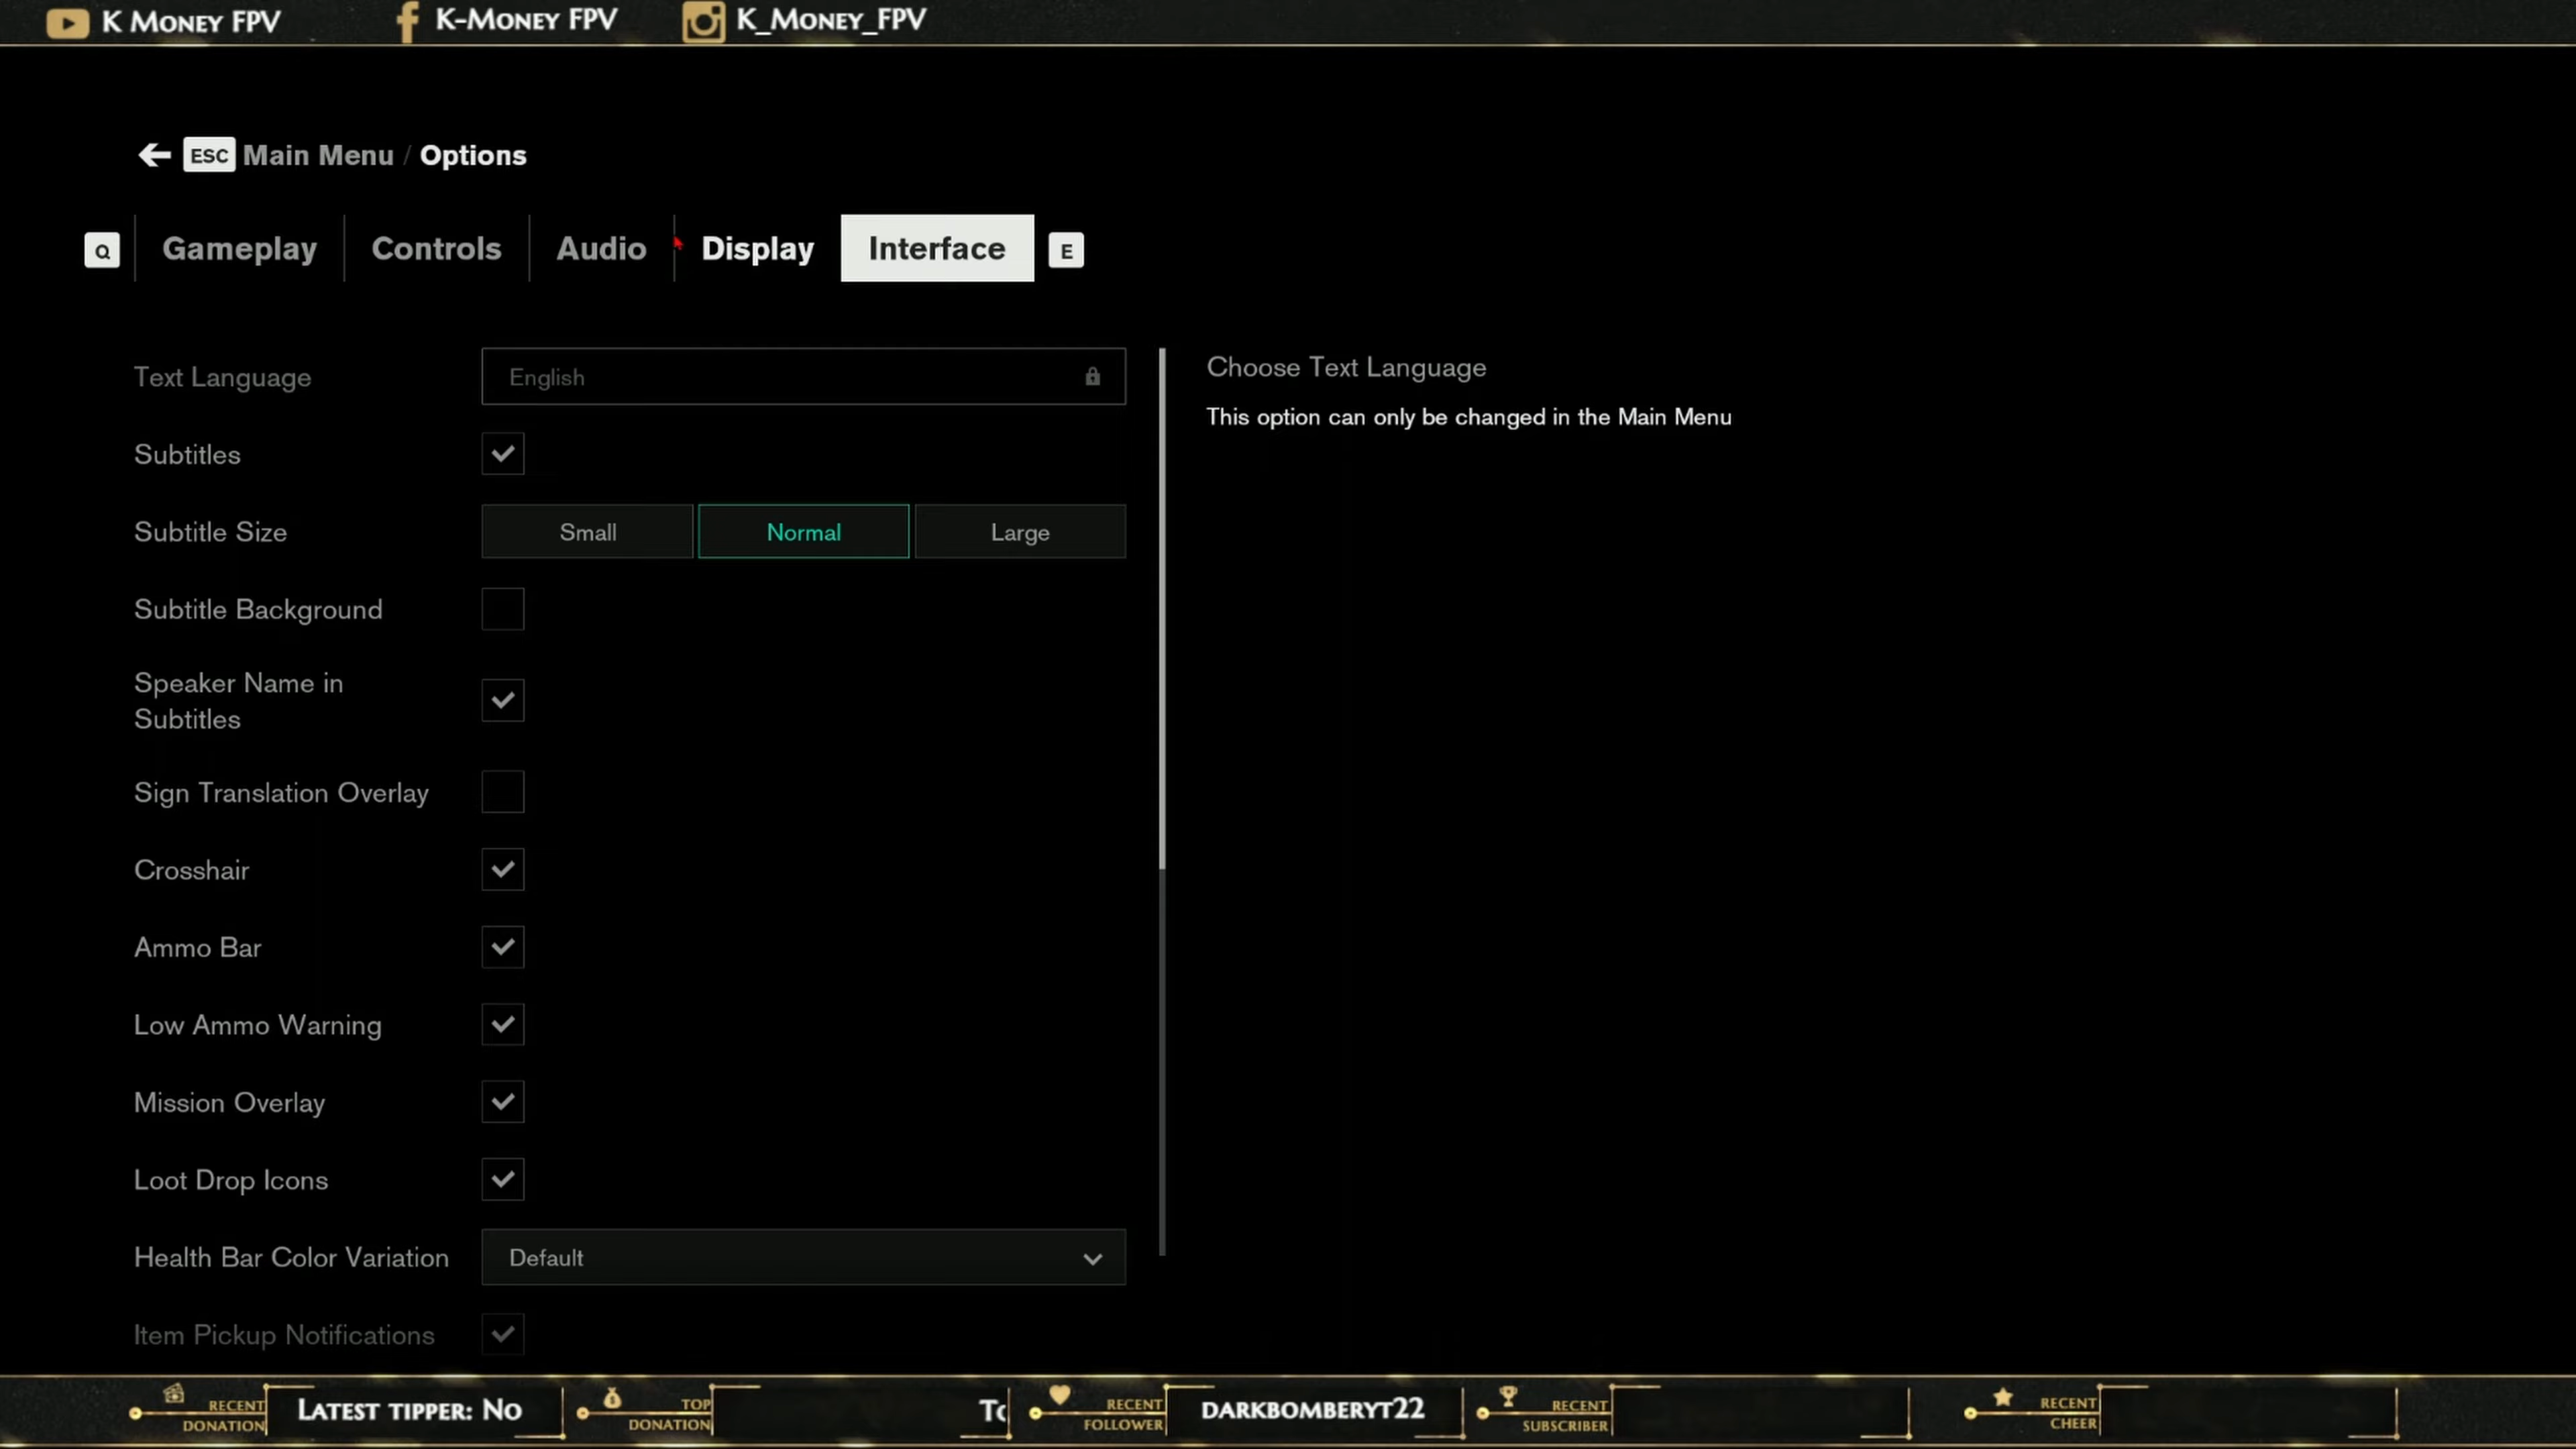 K Money FPV
K-Money FPV
K_Money_FPV
ESC Main Menu / Options
Q Gameplay Controls Audio Display Interface E
Text Language English
Subtitles
Subtitle Size Small Normal Large
Subtitle Background
Speaker Name in
Subtitles
Sign Translation Overlay
Crosshair
Ammo Bar
Low Ammo Warning
Mission Overlay
Loot Drop Icons
Health Bar Color Variation Default
Item Pickup Notifications
Choose Text Language
This option can only be changed in the Main Menu
RECENT
DONATION
Latest tipper: No
TOP
DONATION
RECENT
FOLLOWER
DARKBOMBERYT22
RECENT
SUBSCRIBER
RECENT
CHEER